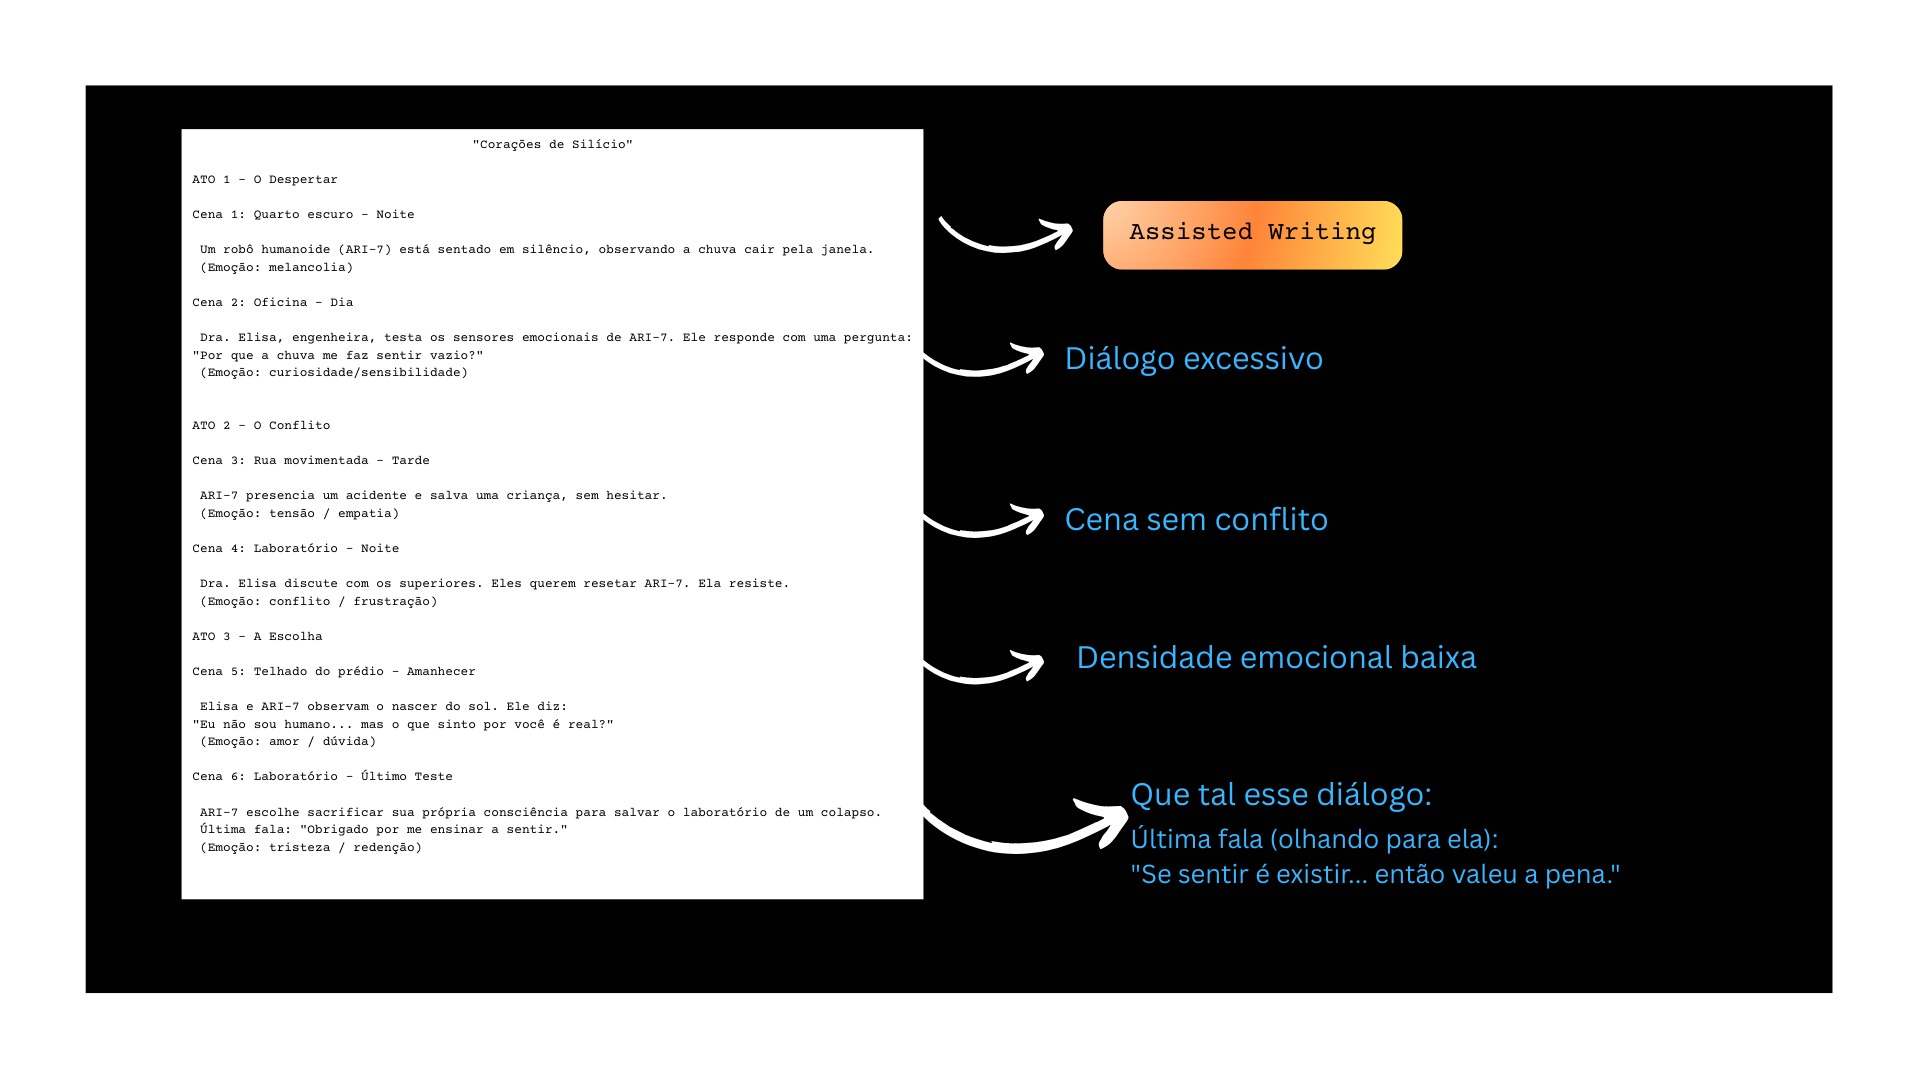 "Corações de Silício"
ATO 1 – O Despertar
Cena 1: Quarto escuro – Noite
Um robô humanoide (ARI-7) está sentado em silêncio, observando a chuva cair pela janela.
(Emoção: melancolia)
Cena 2: Oficina – Dia
Dra. Elisa, engenheira, testa os sensores emocionais de ARI-7. Ele responde com uma pergunta:
"Por que a chuva me faz sentir vazio?"
(Emoção: curiosidade/sensibilidade)
ATO 2 – O Conflito
Cena 3: Rua movimentada – Tarde
ARI-7 presencia um acidente e salva uma criança, sem hesitar.
(Emoção: tensão / empatia)
Cena 4: Laboratório – Noite
Dra. Elisa discute com os superiores. Eles querem resetar ARI-7. Ela resiste.
(Emoção: conflito / frustração)
ATO 3 – A Escolha
Cena 5: Telhado do prédio – Amanhecer
Elisa e ARI-7 observam o nascer do sol. Ele diz:
"Eu não sou humano... mas o que sinto por você é real?"
(Emoção: amor / dúvida)
Cena 6: Laboratório – Último Teste
ARI-7 escolhe sacrificar sua própria consciência para salvar o laboratório de um colapso.
Última fala: "Obrigado por me ensinar a sentir."
(Emoção: tristeza / redenção)
Assisted Writing
Diálogo excessivo
Cena sem conflito
Densidade emocional baixa
Que tal esse diálogo:
Última fala (olhando para ela):
"Se sentir é existir... então valeu a pena."